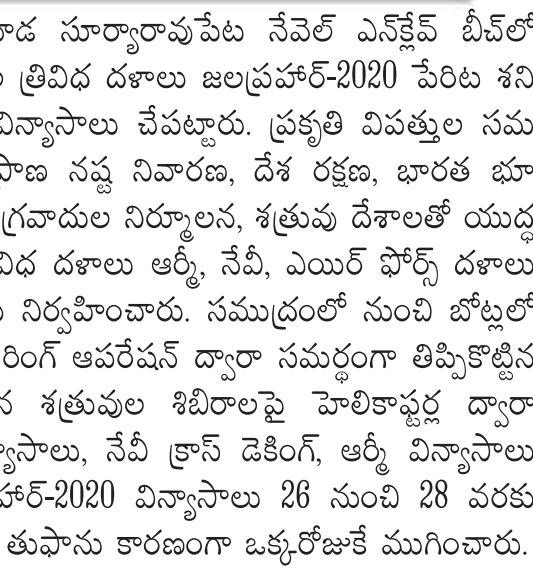 సూర్యారావుపేట నేవెల్ ఎన్‌క్లేవ్ బీచ్‌లో
త్రివిధ దళాలు జలప్రహార్-2020 పేరిట శని
విన్యాసాలు చేపట్టారు. ప్రకృతి విపత్తుల సమ
నష్ట నివారణ, దేశ రక్షణ, భారత భూ
గ్రవాదుల నిర్మూలన, శత్రువు దేశాలతో యుద్ధ
విధ దళాలు ఆర్మీ, నేవీ, ఎయిర్ ఫోర్స్ దళాలు
నిర్వహించారు. సముద్రంలో నుంచి బోట్లలో
రింగ్ ఆపరేషన్ ద్వారా సమర్థంగా తిప్పికొట్టిన
న శత్రువుల శిబిరాలపై హెలికాఫ్టర్ల ద్వారా
్యాసాలు, నేవీ క్రాస్ డెకింగ్, ఆర్మీ విన్యాసాలు
హార్-2020 విన్యాసాలు 26 నుంచి 28 వరకు
తుఫాను కారణంగా ఒక్కరోజుకే ముగించారు.